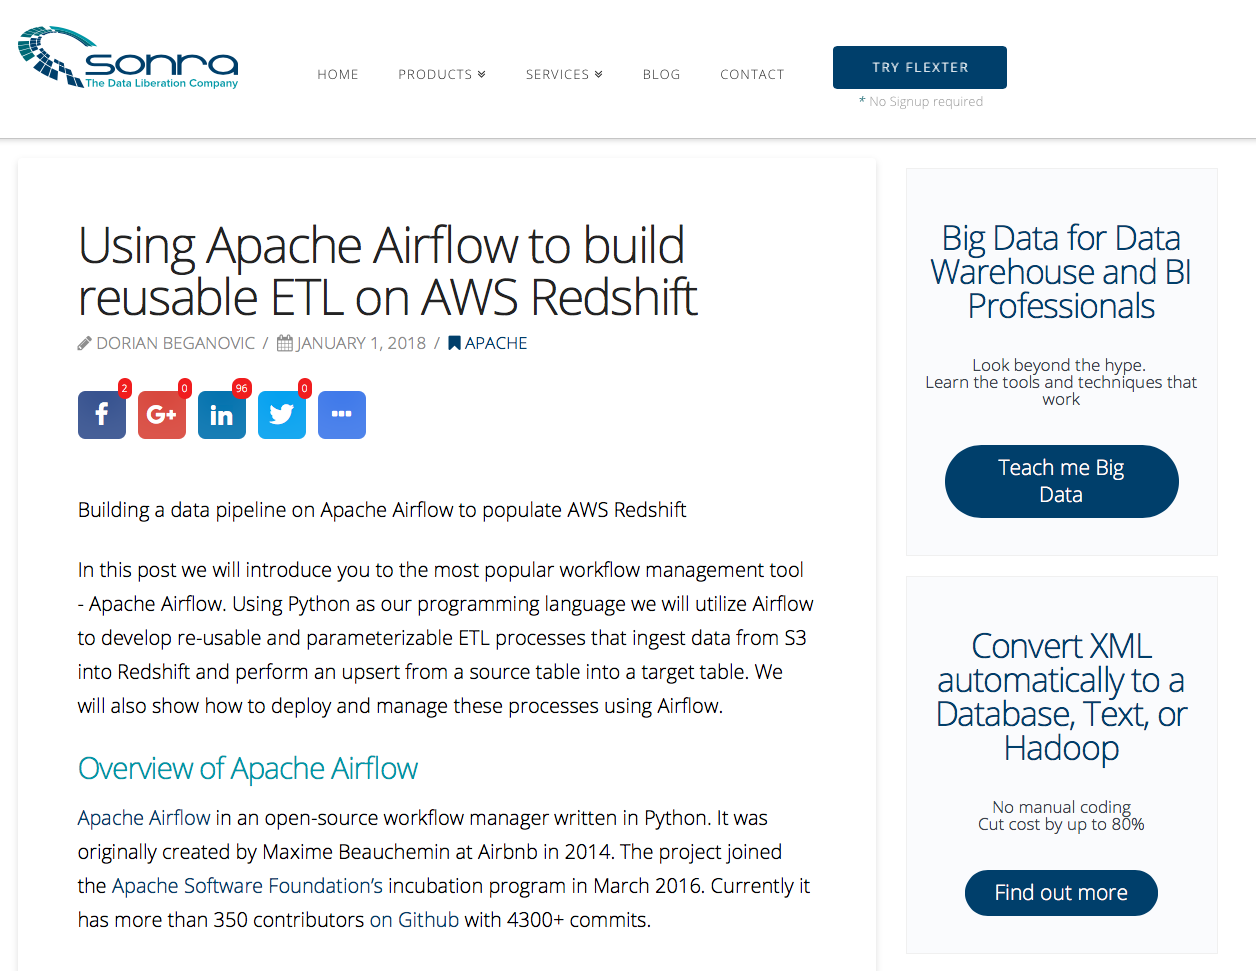 sonra
The Data Liberation Company
HOME
PRODUCTS
SERVICES
BLOG
CONTACT
TRY FLEXTER
* No Signup required
Using Apache Airflow to build
reusable ETL on AWS Redshift
DORIAN BEGANOVIC / JANUARY 1, 2018 / APACHE
2
0
96
0
f
G+
in
Building a data pipeline on Apache Airflow to populate AWS Redshift
In this post we will introduce you to the most popular workflow management tool
- Apache Airflow. Using Python as our programming language we will utilize Airflow
to develop re-usable and parameterizable ETL processes that ingest data from S3
into Redshift and perform an upsert from a source table into a target table. We
will also show how to deploy and manage these processes using Airflow.
Overview of Apache Airflow
Apache Airflow in an open-source workflow manager written in Python. It was
originally created by Maxime Beauchemin at Airbnb in 2014. The project joined
the Apache Software Foundation’s incubation program in March 2016. Currently it
has more than 350 contributors on Github with 4300+ commits.
Big Data for Data
Warehouse and BI
Professionals
Look beyond the hype.
Learn the tools and techniques that
work
Teach me Big
Data
Convert XML
automatically to a
Database, Text, or
Hadoop
No manual coding
Cut cost by up to 80%
Find out more